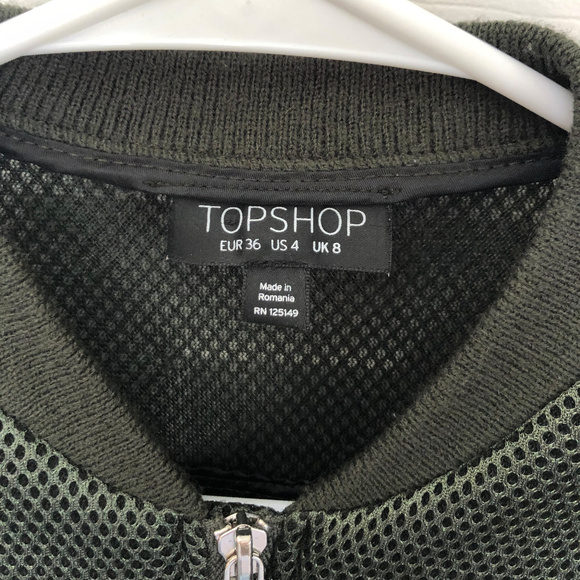 TOPSHOP
EUR 36 US 4 UK 8
Made in
Romania
RN 125149